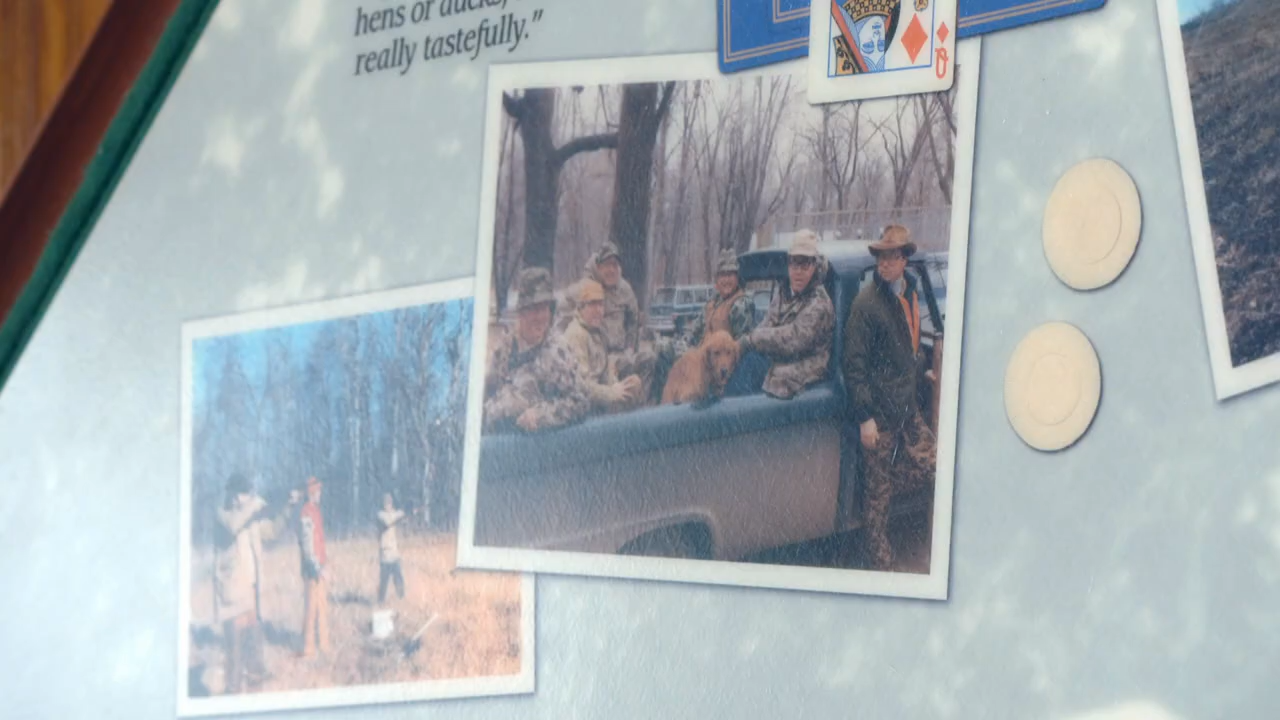 hens or ducks,
really tastefully.”
Q